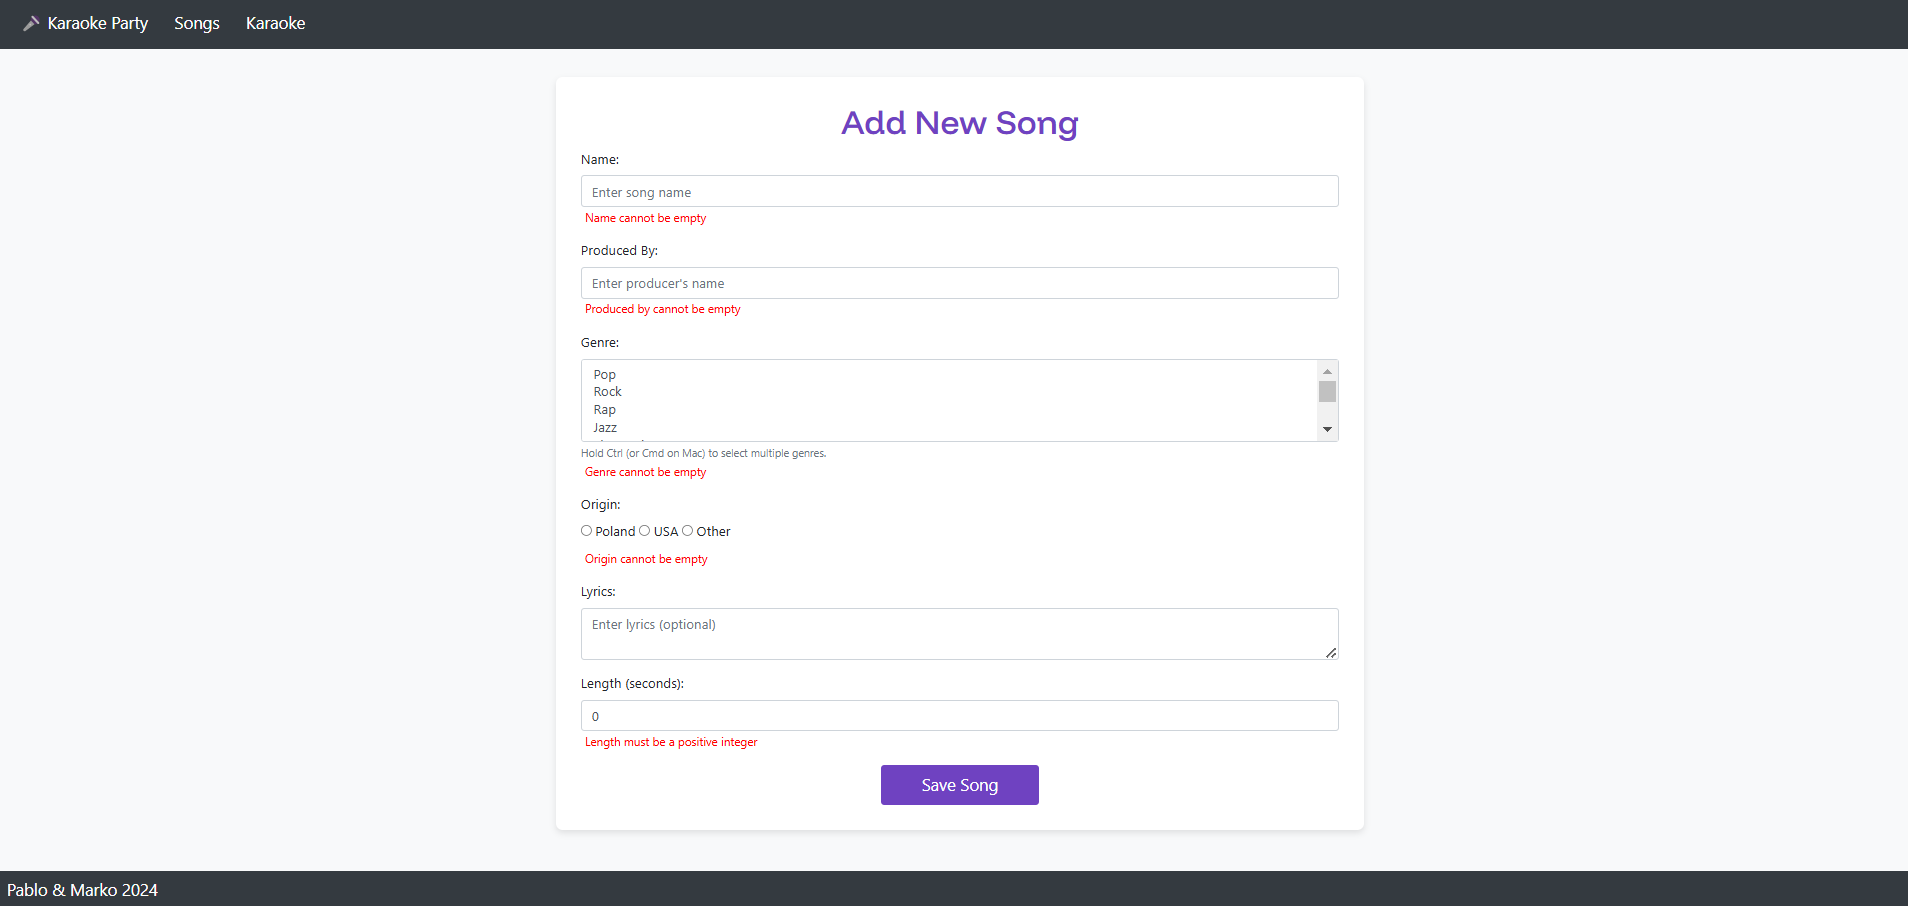 Karaoke Party Songs Karaoke
Add New Song
Name:
Enter song name
Name cannot be empty
Produced By:
Enter producer's name
Produced by cannot be empty
Genre:
Pop
Rock
Rap
Jazz
Hold Ctrl (or Cmd on Mac) to select multiple genres.
Genre cannot be empty
Origin:
Poland USA Other
Origin cannot be empty
Lyrics:
Enter lyrics (optional)
Length (seconds):
0
Length must be a positive integer
Save Song
Pablo & Marko 2024